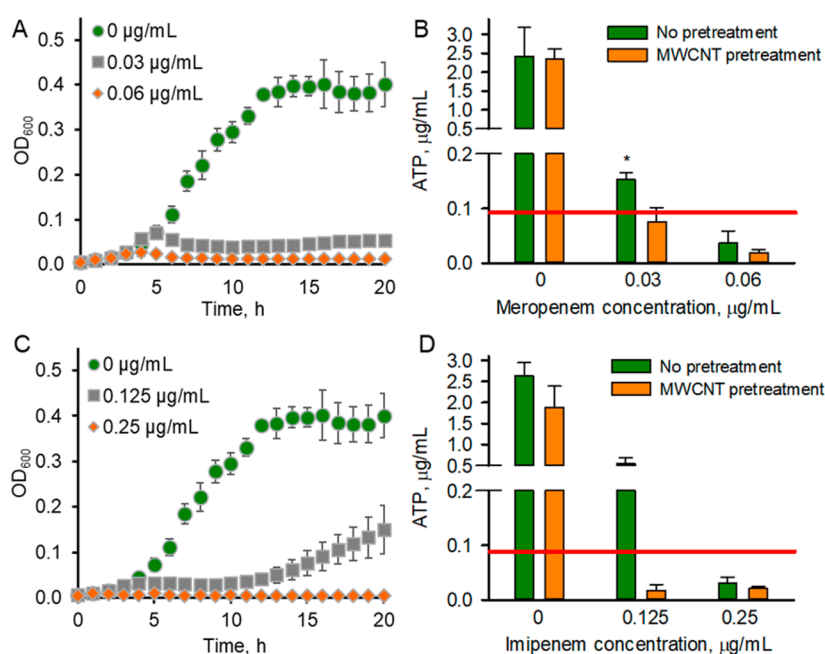 A
0.5
0.4
0.3
0.2
0.1
0.0
OD600
0 µg/mL
0.03 µg/mL
0.06 µg/mL
0 5 10 15 20
Time, h
B
3.0
2.5
2.0
1.5
0.5
0.2
0.1
0.0
ATP, µg/mL
No pretreatment
MWCNT pretreatment
*
0 0.03 0.06
Meropenem concentration, µg/mL
C
0.5
0.4
0.3
0.2
0.1
0.0
OD600
0 µg/mL
0.125 µg/mL
0.25 µg/mL
0 5 10 15 20
Time, h
D
3.0
2.5
2.0
1.5
0.5
0.2
0.1
0.0
ATP, µg/mL
No pretreatment
MWCNT pretreatment
0 0.125 0.25
Imipenem concentration, µg/mL